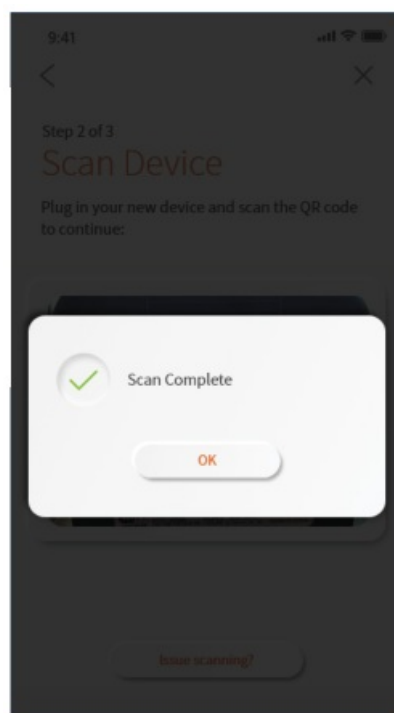 9:41
Step 2 of 3
Scan Device
Plug in your new device and scan the QR code
to continue:
Scan Complete
OK
Issue scanning?